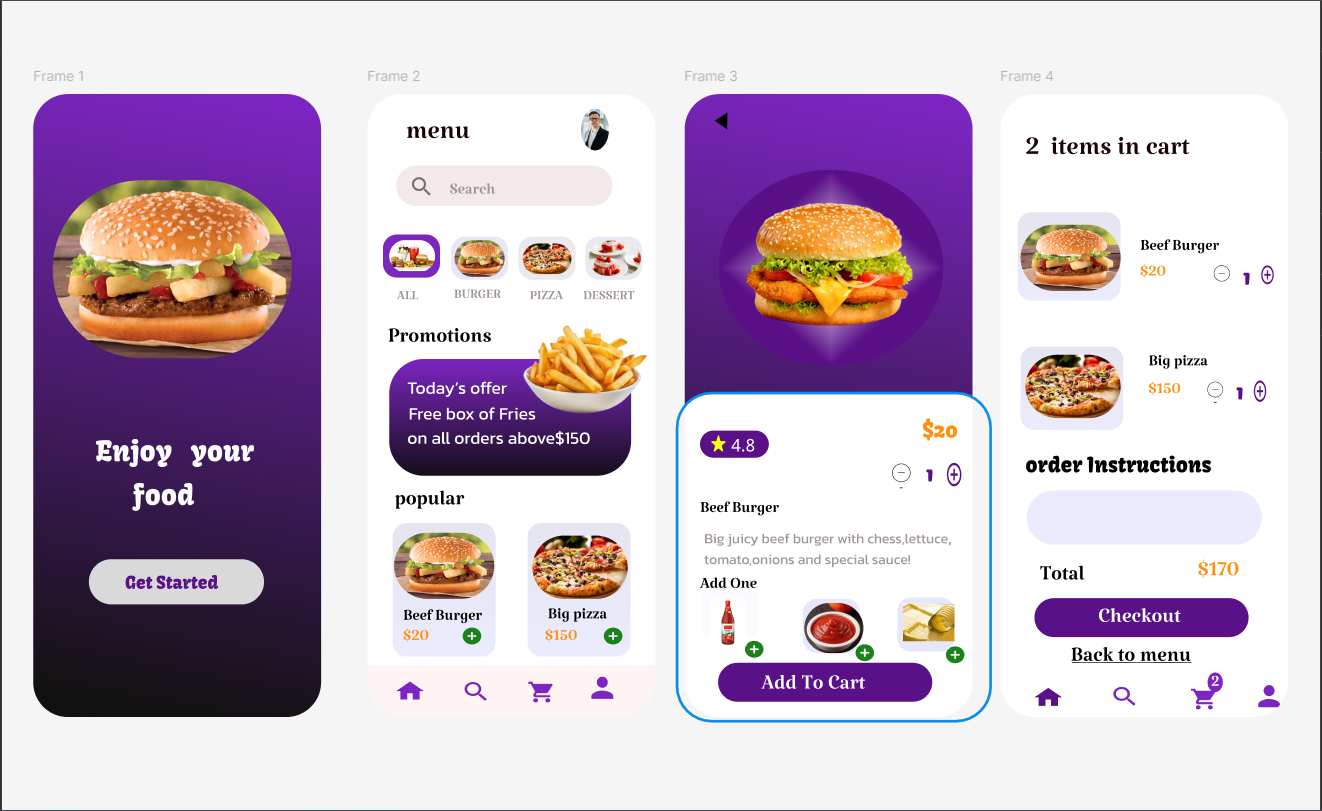 Frame 1
Enjoy your
food
Get Started
Frame 2
menu
Search
ALL
BURGER
PIZZA
DESSERT
Promotions
Today's offer
Free box of Fries
on all orders above$150
popular
Beef Burger
$20
Big pizza
$150
Frame 3
$20
4.8
1
Beef Burger
Big juicy beef burger with chess,lettuce,
tomato,onions and special sauce!
Add One
Add To Cart
Frame 4
2 items in cart
Beef Burger
$20
1
Big pizza
$150
1
order Instructions
Total
$170
Checkout
Back to menu
2